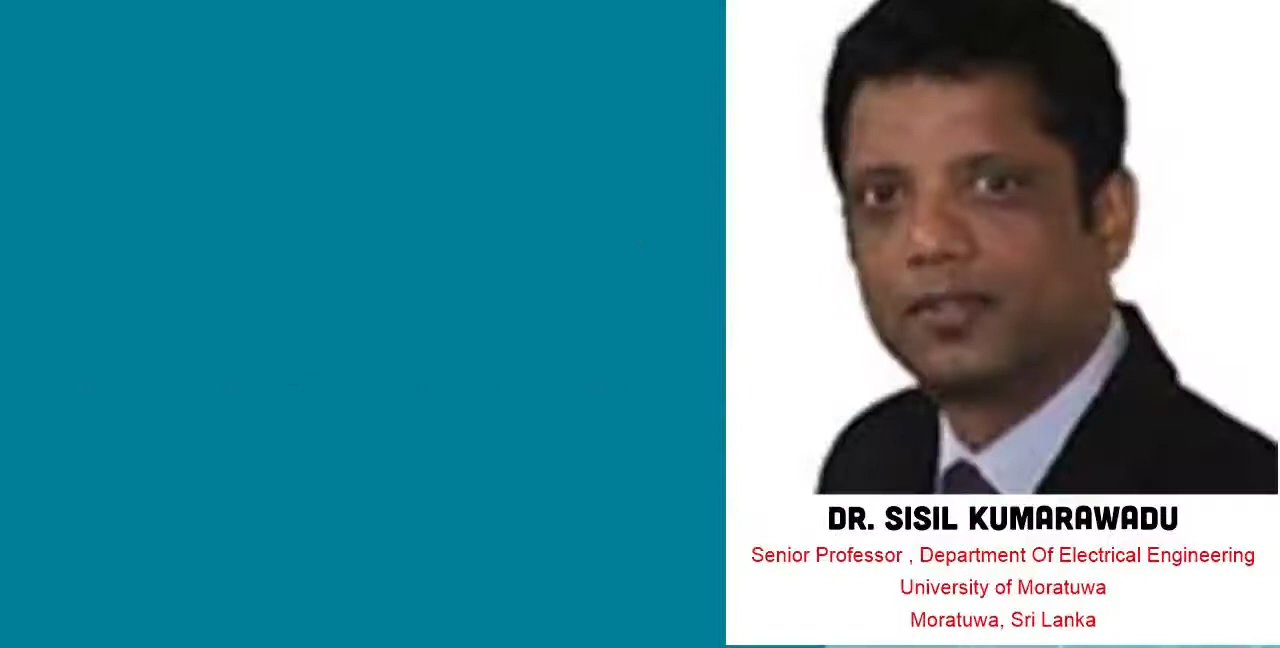 DR. SISIL KUMARAWADU
Senior Professor , Department Of Electrical Engineering
University of Moratuwa
Moratuwa, Sri Lanka